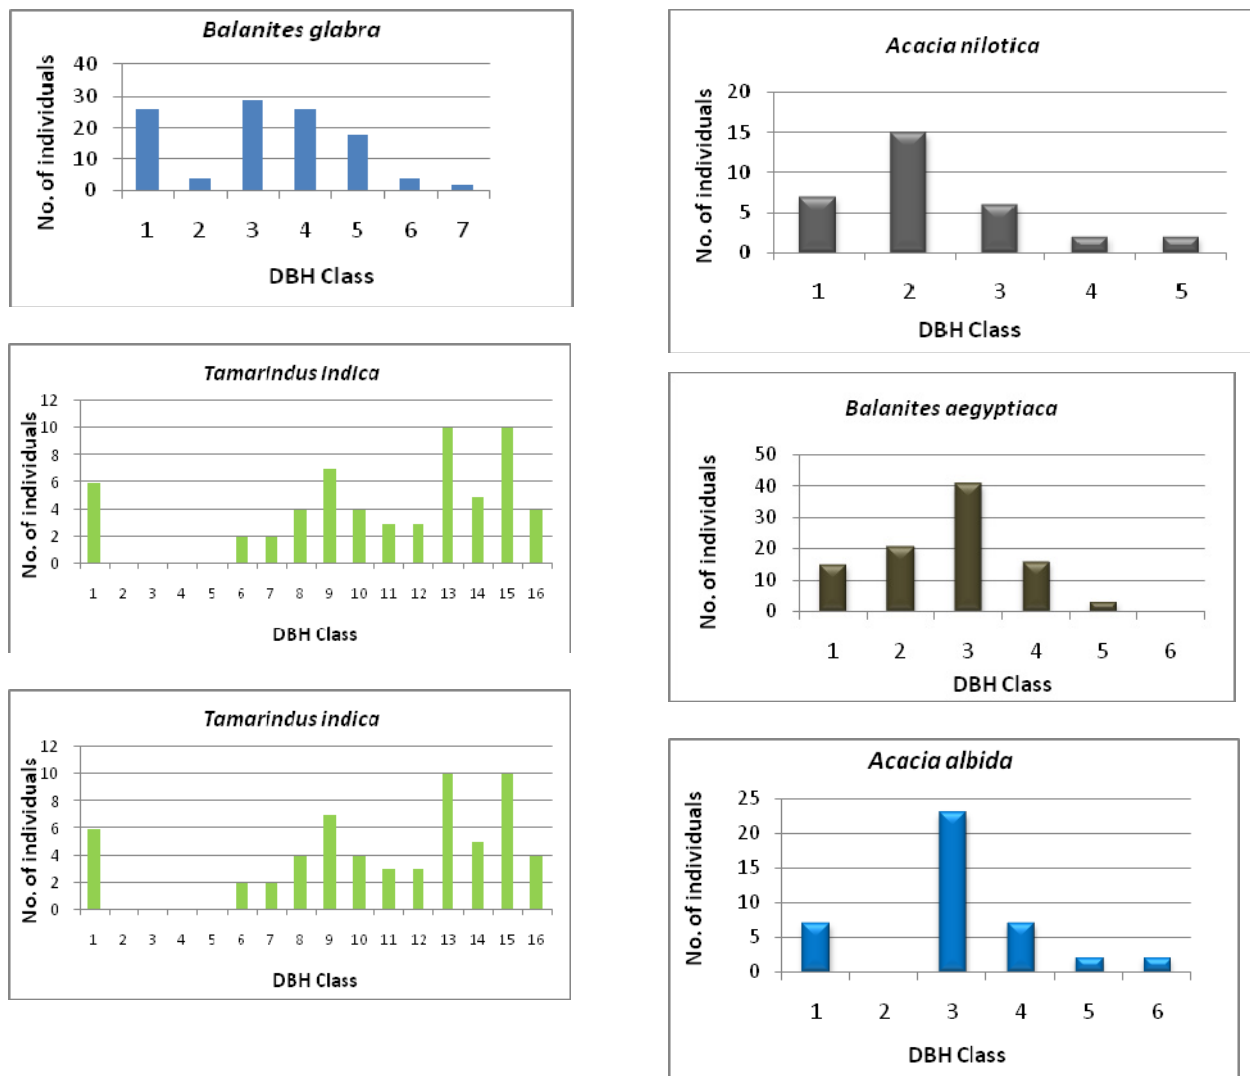 Balanites glabra
No. of individuals
40
30
20
10
0
1 2 3 4 5 6 7
DBH Class
Tamarindus indica
No. of individuals
12
10
8
6
4
2
0
1 2 3 4 5 6 7 8 9 10 11 12 13 14 15 16
DBH Class
Tamarindus indica
No. of individuals
12
10
8
6
4
2
0
1 2 3 4 5 6 7 8 9 10 11 12 13 14 15 16
DBH Class
Acacia nilotica
No. of individuals
20
15
10
5
0
1 2 3 4 5
DBH Class
Balanites aegyptiaca
No. of individuals
50
40
30
20
10
0
1 2 3 4 5 6
DBH Class
Acacia albida
No. of individuals
25
20
15
10
5
0
1 2 3 4 5 6
DBH Class